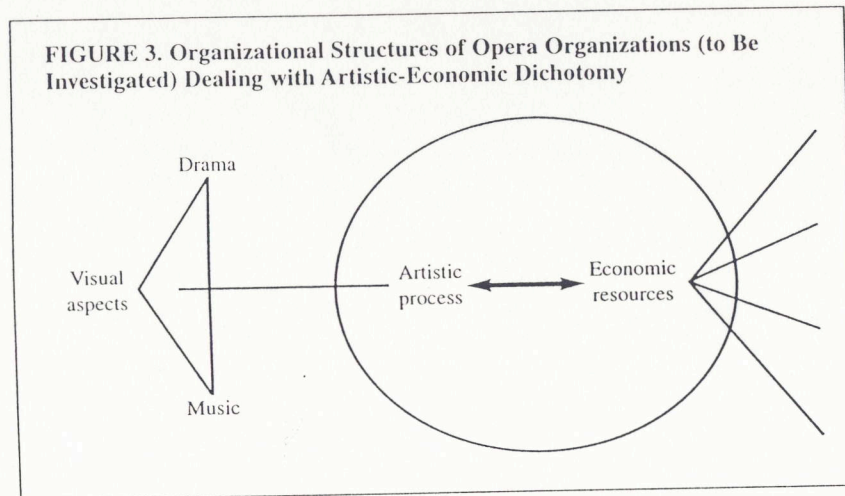 FIGURE 3. Organizational Structures of Opera Organizations (to Be
Investigated) Dealing with Artistic-Economic Dichotomy
Drama
Visual
aspects
Music
Artistic
process
Economic
resources